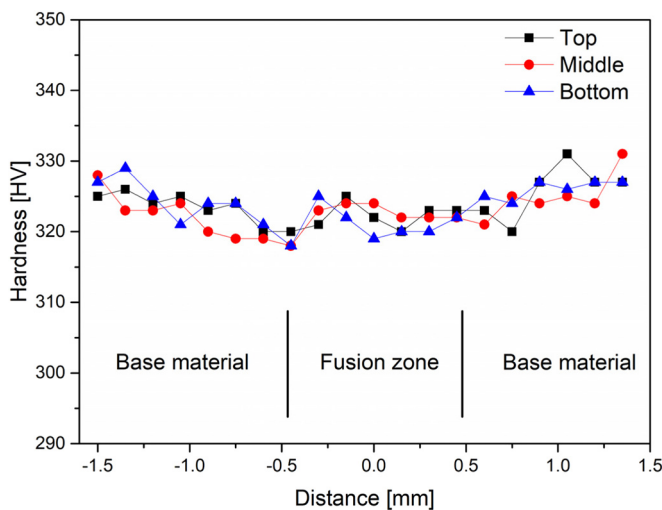 350
340
330
320
310
300
290
Hardness [HV]
Top
Middle
Bottom
Base material
Fusion zone
Base material
-1.5
-1.0
-0.5
0.0
0.5
1.0
1.5
Distance [mm]